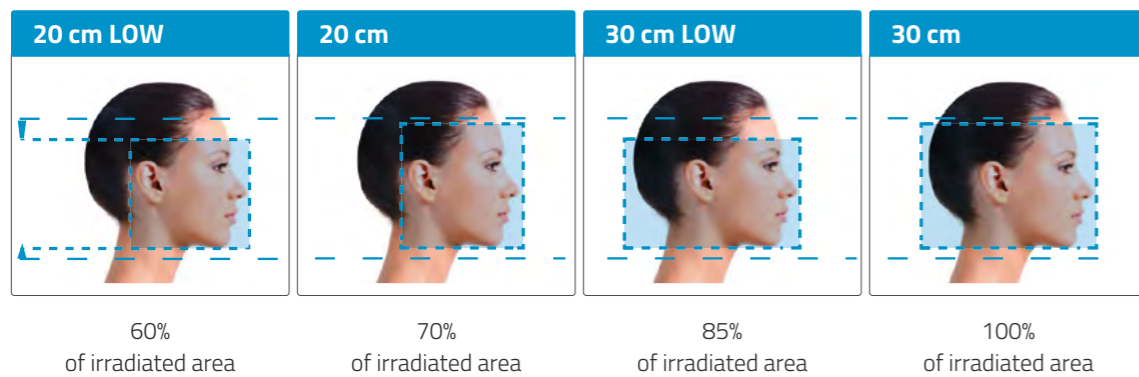 20 cm LOW
20 cm
30 cm LOW
30 cm
60%
of irradiated area
70%
of irradiated area
85%
of irradiated area
100%
of irradiated area